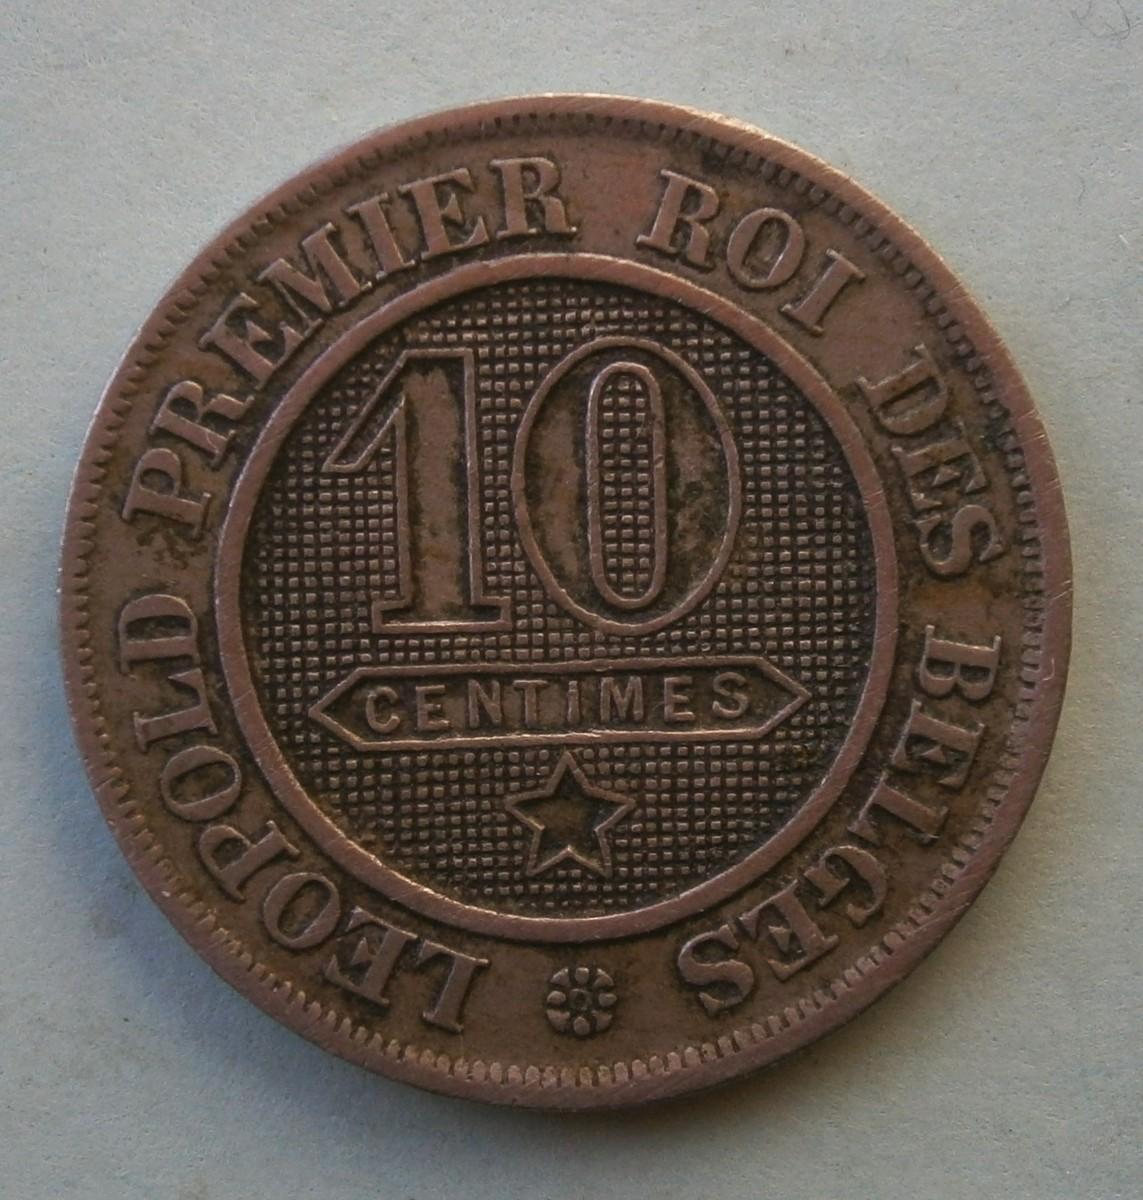 LEOPOLD PREMIER ROI DES BELGES
10
CENTiMES